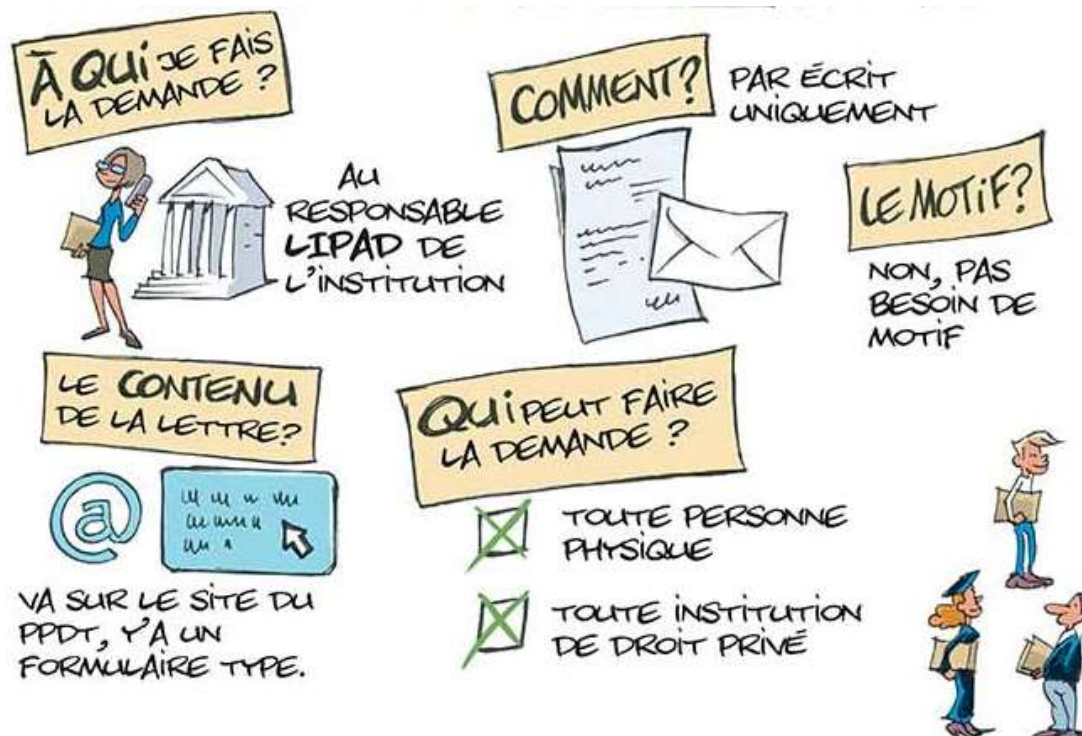 À QUI JE FAIS
LA DEMANDE ?
AU
RESPONSABLE
LIPAD DE
L'INSTITUTION
COMMENT?
PAR ÉCRIT
UNIQUEMENT
LE MOTIF?
NON, PAS
BESOIN DE
MOTIF
LE CONTENU
DE LA LETTRE?
@
VA SUR LE SITE DU
PPDT, Y'A UN
FORMULAIRE TYPE.
QUI PEUT FAIRE
LA DEMANDE ?
TOUTE PERSONNE
PHYSIQUE
TOUTE INSTITUTION
DE DROIT PRIVÉ